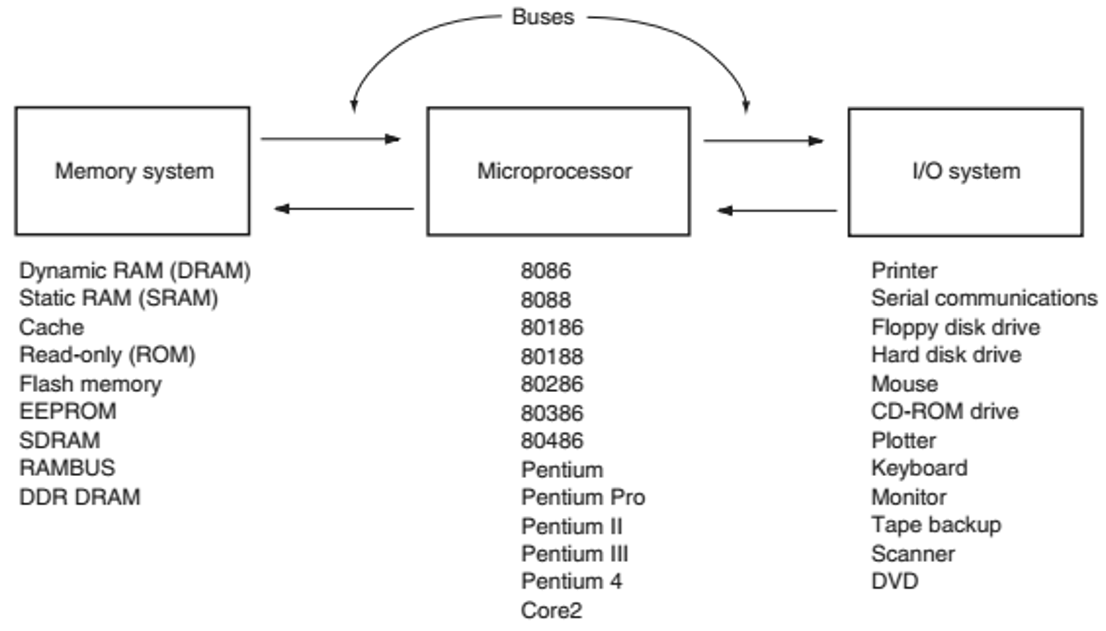 Buses
Memory system
Microprocessor
I/O system
Dynamic RAM (DRAM)
Static RAM (SRAM)
Cache
Read-only (ROM)
Flash memory
EEPROM
SDRAM
RAMBUS
DDR DRAM
8086
8088
80186
80188
80286
80386
80486
Pentium
Pentium Pro
Pentium II
Pentium III
Pentium 4
Core2
Printer
Serial communications
Floppy disk drive
Hard disk drive
Mouse
CD-ROM drive
Plotter
Keyboard
Monitor
Tape backup
Scanner
DVD